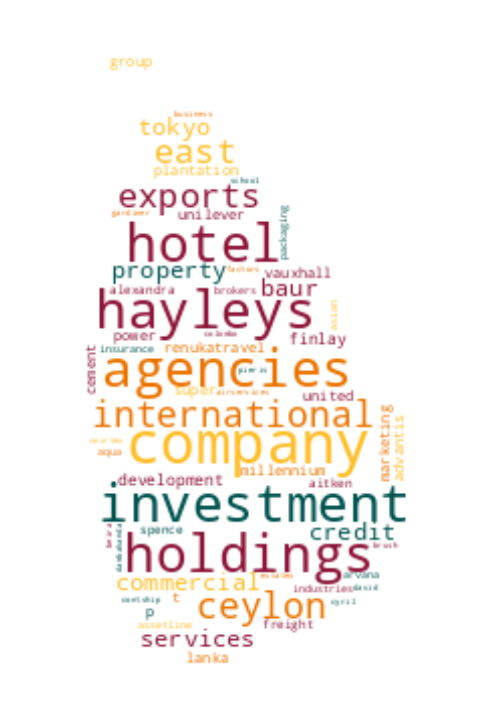 group
business
tokyo
east
plantation
school
exports
gardiner
unilever
packaging
hotel
property
factors
vauxhall
alexandra
brokers
baur
hayleys
asian
power
colombo
finlay
insurance
renukatravel
cement
agencies
pieris
super
airservices
united
international
marketing
advantis
company
courtes
aqua
millennium
development
aitken
investment
spence
credit
holdings
brush
estates
arvana
commercial
industries
david
contship
t
cyril
p
ceylon
assetline
freight
services
lanka